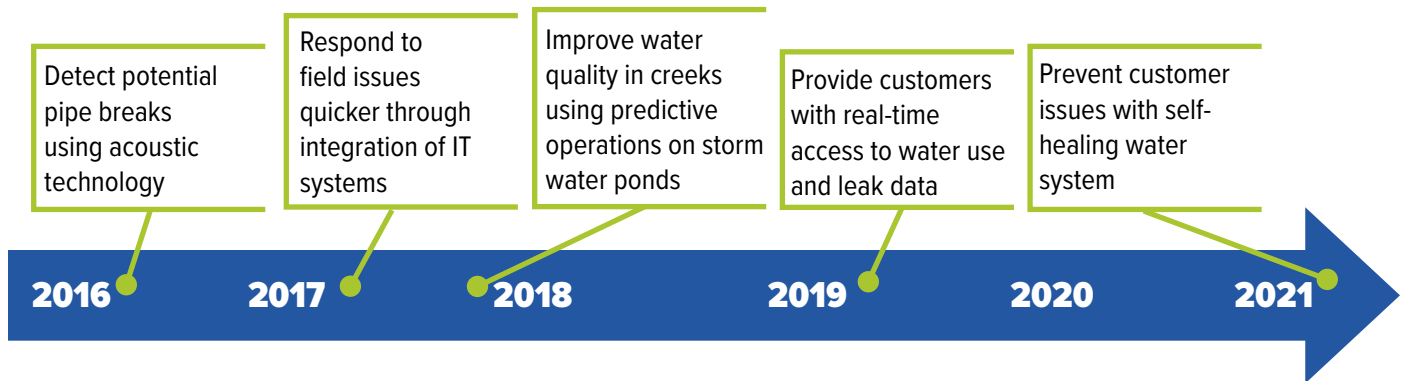 Detect potential
pipe breaks
using acoustic
technology
Respond to
field issues
quicker through
integration of IT
systems
Improve water
quality in creeks
using predictive
operations on storm
water ponds
Provide customers
with real-time
access to water use
and leak data
Prevent customer
issues with self-
healing water
system
2016
2017
2018
2019
2020
2021